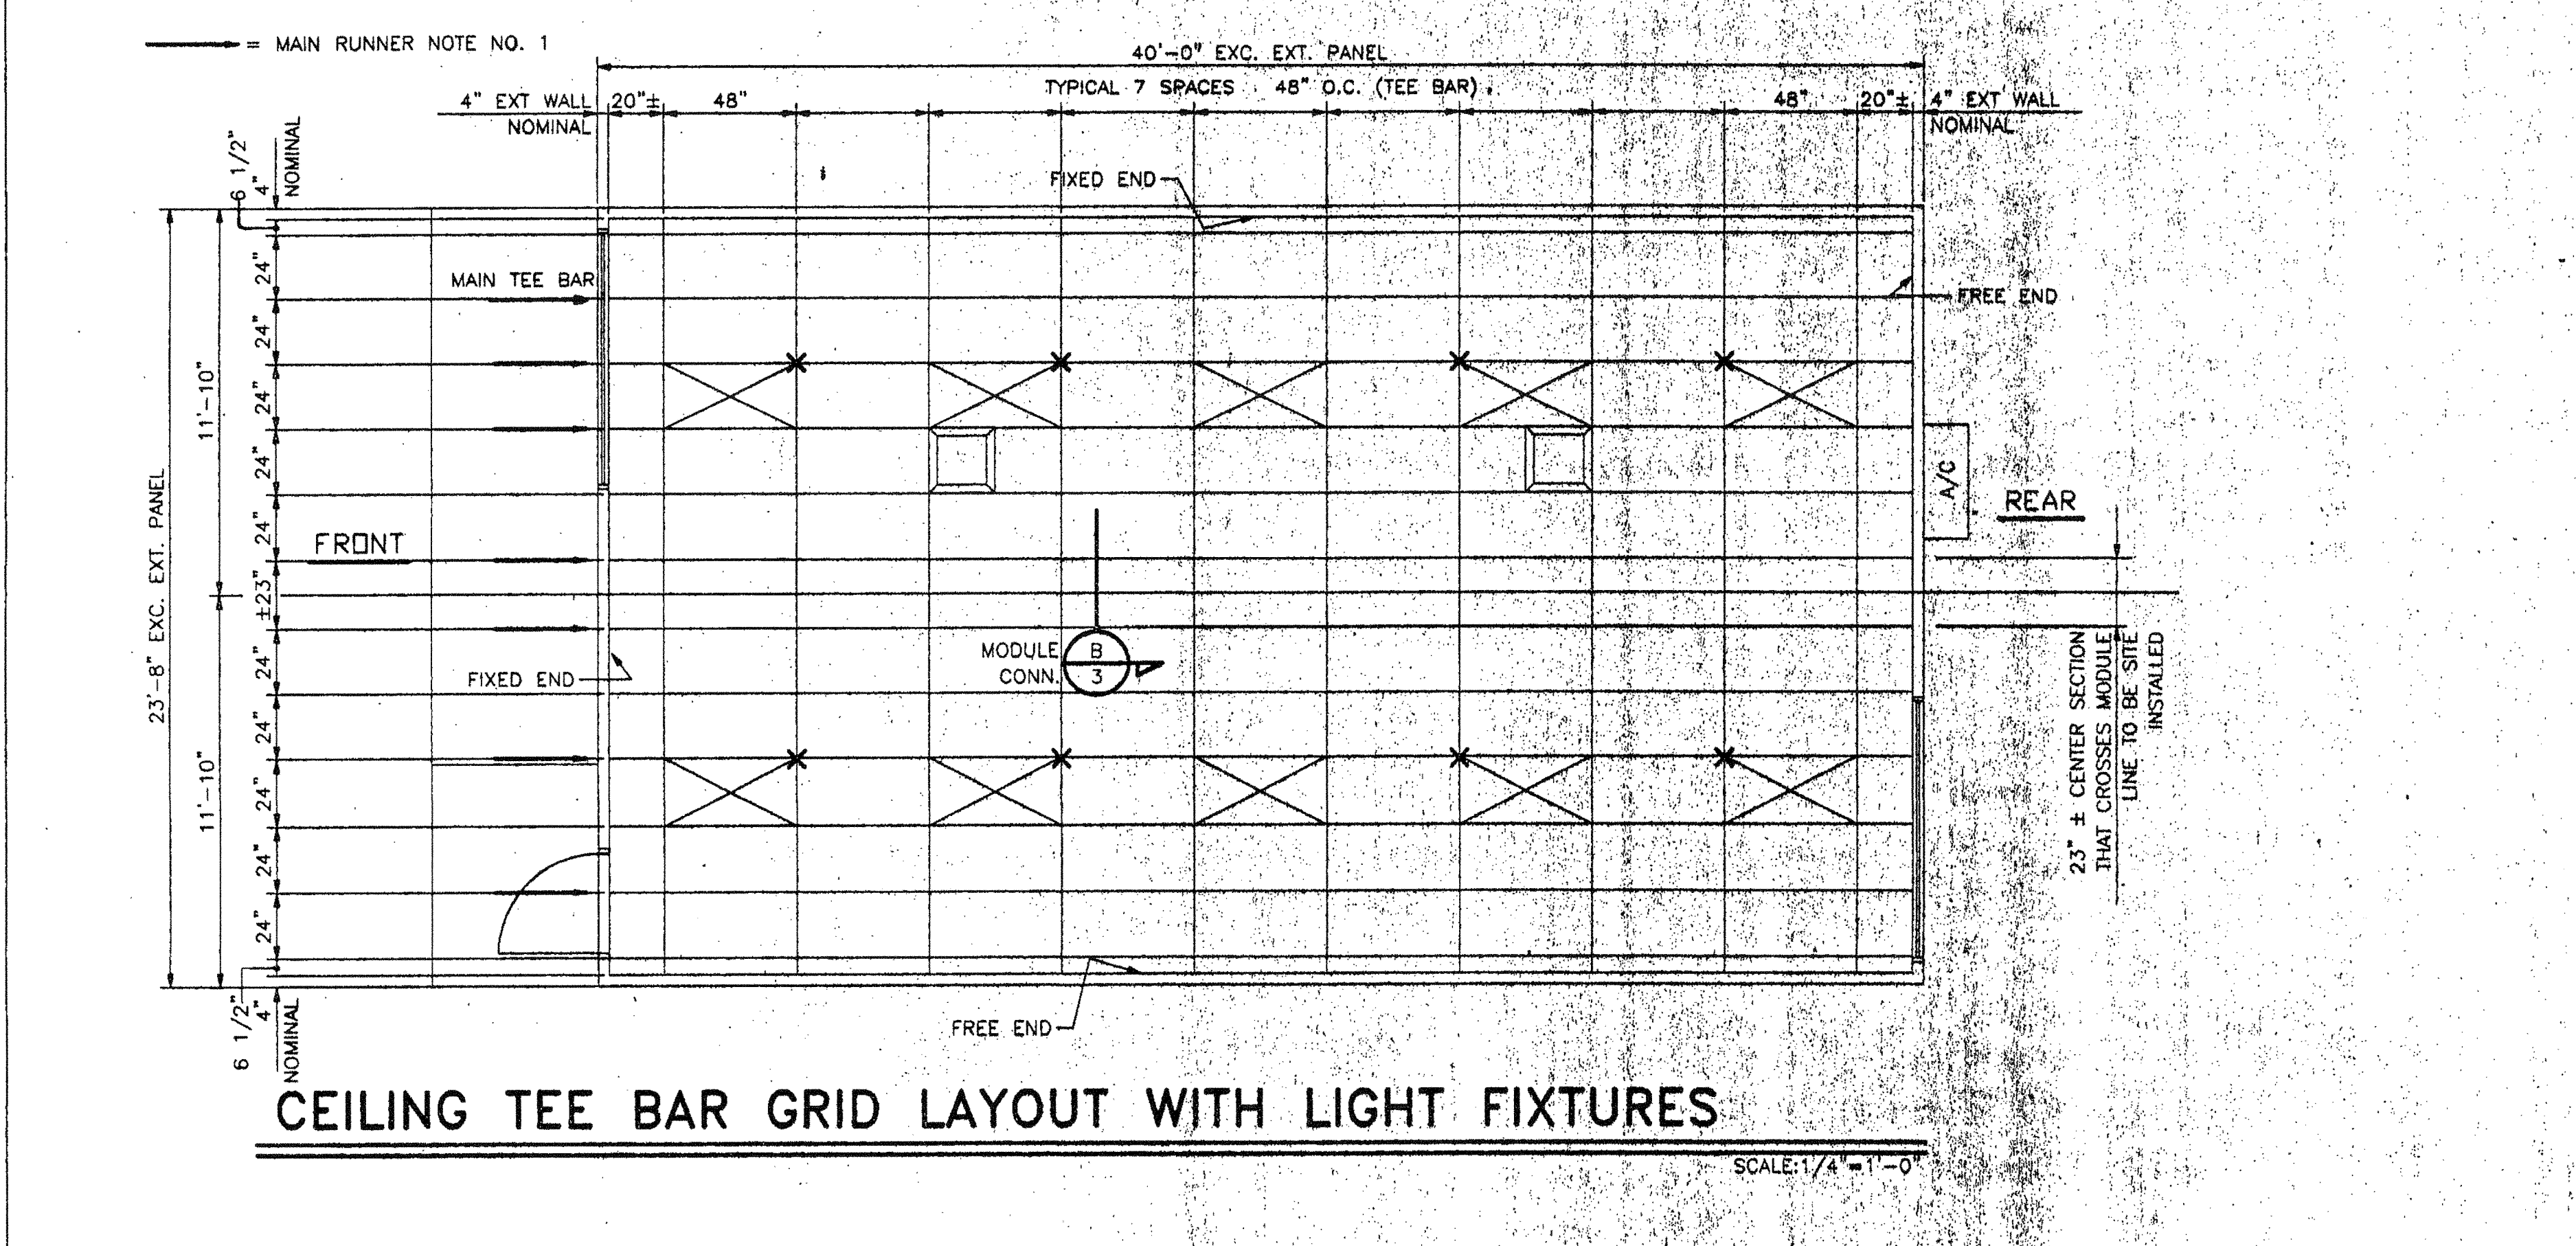 = MAIN RUNNER NOTE NO. 1
40'-0" EXC. EXT. PANEL
TYPICAL 7 SPACES 48" O.C. (TEE BAR)
4" EXT WALL
NOMINAL
20"±
48"
48"
20"±
4" EXT WALL
NOMINAL
6 1/2"
4"
NOMINAL
FIXED END
24"
MAIN TEE BAR
FREE END
24"
11'-10"
24"
24"
A/C
REAR
23'-8" EXC. EXT. PANEL
24"
FRONT
±23"
MODULE
CONN.
B
3
24"
FIXED END
23" ± CENTER SECTION
THAT CROSSES MODULE
LINE TO BE SITE
INSTALLED
24"
11'-10"
24"
24"
24"
6 1/2"
4"
NOMINAL
FREE END
CEILING TEE BAR GRID LAYOUT WITH LIGHT FIXTURES
SCALE:1/4"=1'-0"